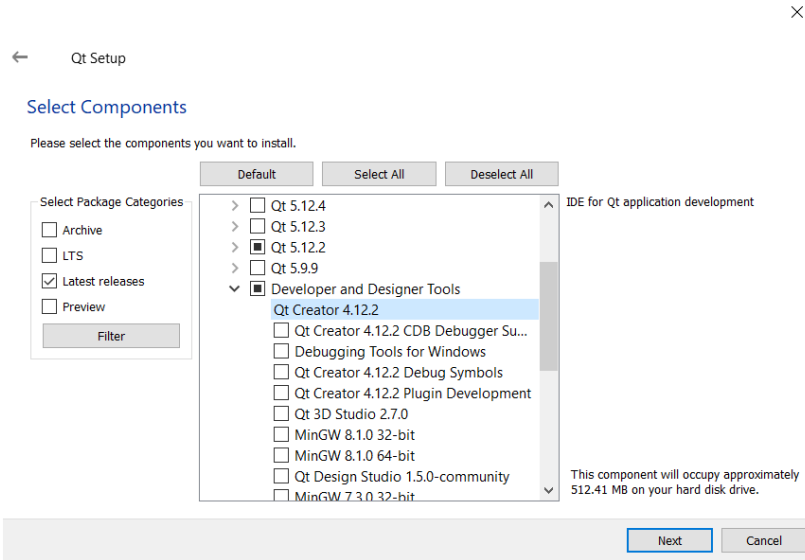 Qt Setup
Select Components
Please select the components you want to install.
Default
Select All
Deselect All
Select Package Categories
Archive
LTS
Latest releases
Preview
Filter
Qt 5.12.4
Qt 5.12.3
Qt 5.12.2
Qt 5.9.9
Developer and Designer Tools
Qt Creator 4.12.2
Qt Creator 4.12.2 CDB Debugger Su...
Debugging Tools for Windows
Qt Creator 4.12.2 Debug Symbols
Qt Creator 4.12.2 Plugin Development
Qt 3D Studio 2.7.0
MinGW 8.1.0 32-bit
MinGW 8.1.0 64-bit
Qt Design Studio 1.5.0-community
MinGW 7.3.0 32-bit
IDE for Qt application development
This component will occupy approximately
512.41 MB on your hard disk drive.
Next
Cancel